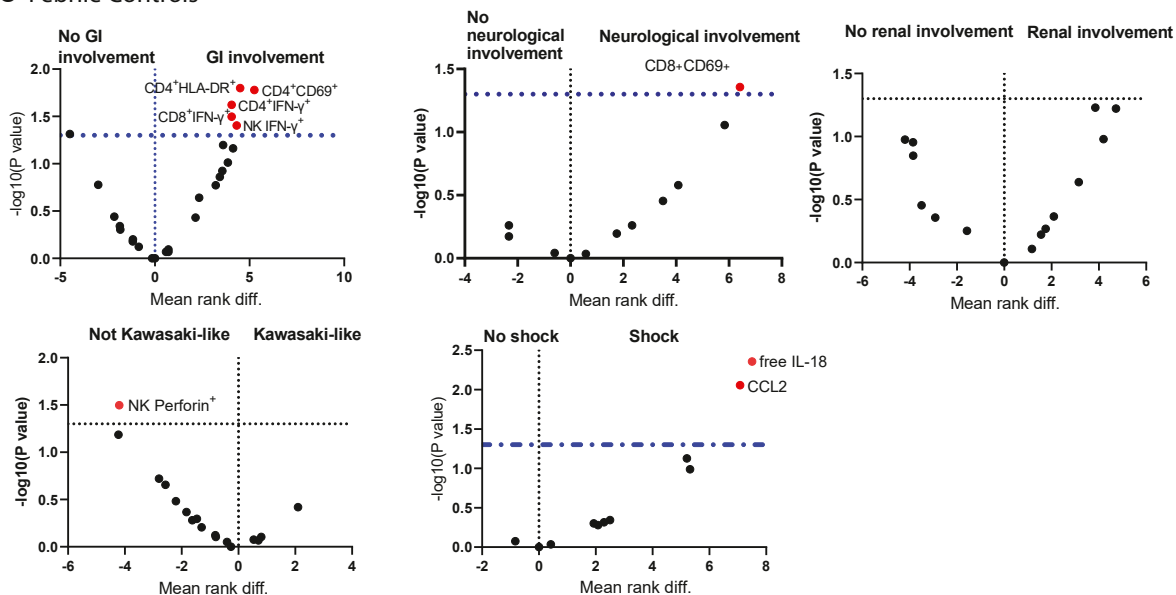 No GI
involvement
GI involvement
2.0
1.5
1.0
0.5
0.0
-5
0
5
10
-log10(P value)
Mean rank diff.
CD4⁺HLA-DR⁺
CD4⁺CD69⁺
CD4⁺IFN-γ⁺
CD8⁺IFN-γ⁺
NK IFN-γ⁺
No
neurological
involvement
Neurological involvement
CD8+CD69+
1.5
1.0
0.5
0.0
-4
-2
0
2
4
6
8
-log10(P value)
Mean rank diff.
No renal involvement
Renal involvement
1.5
1.0
0.5
0.0
-6
-4
-2
0
2
4
6
-log10(P value)
Mean rank diff.
Not Kawasaki-like
Kawasaki-like
2.0
1.5
1.0
0.5
0.0
-6
-4
-2
0
2
4
-log10(P value)
Mean rank diff.
NK Perforin⁺
No shock
Shock
2.5
2.0
1.5
1.0
0.5
0.0
-2
0
2
4
6
8
-log10(P value)
Mean rank diff.
free IL-18
CCL2